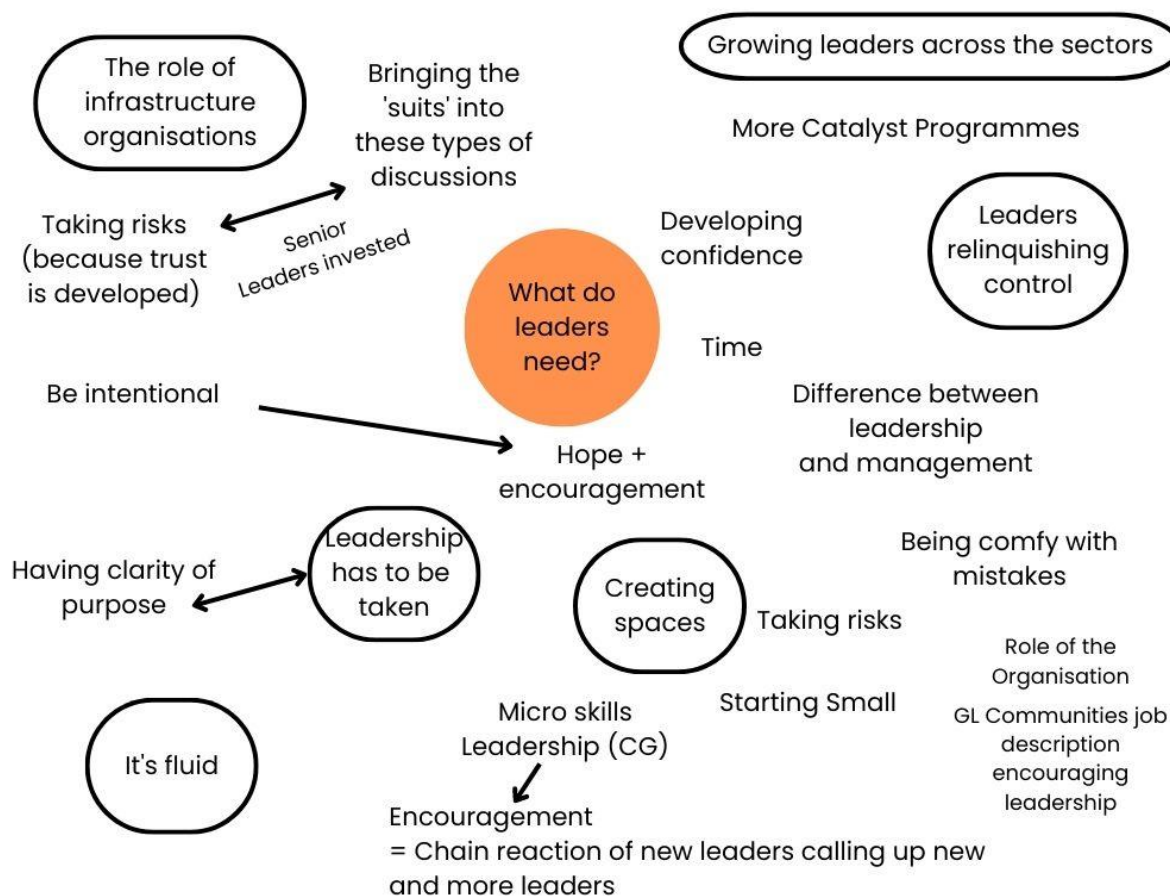 The role of
infrastructure
organisations
Bringing the
'suits' into
these types of
discussions
Growing leaders across the sectors
More Catalyst Programmes
Taking risks
(because trust
is developed)
Senior
Leaders invested
Developing
confidence
Leaders
relinquishing
control
What do
leaders
need?
Time
Be intentional
Difference between
leadership
and management
Hope +
encouragement
Having clarity of
purpose
Leadership
has to be
taken
Creating
spaces
Being comfy with
mistakes
Taking risks
Role of the
Organisation
Starting Small
GL Communities job
description
encouraging
leadership
Micro skills
Leadership (CG)
It's fluid
Encouragement
= Chain reaction of new leaders calling up new
and more leaders